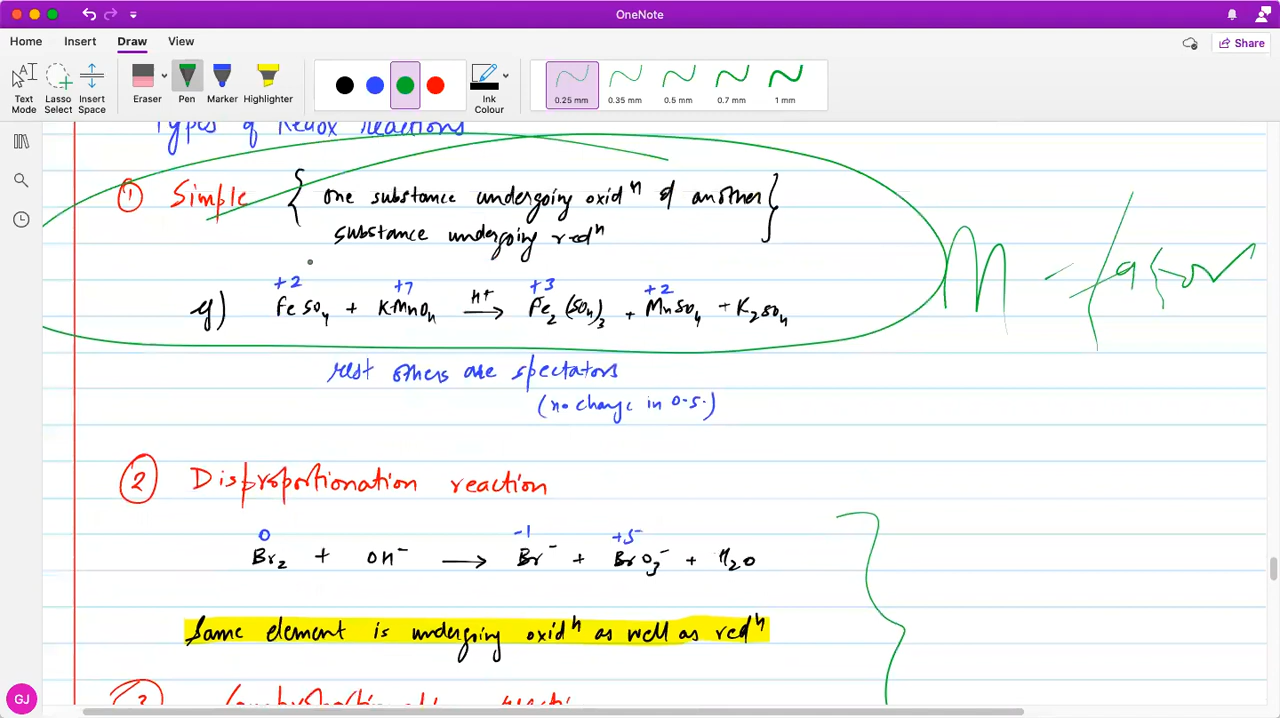 OneNote
Home Insert Draw View
Share
Text Mode
Lasso Select
Insert Space
Eraser
Pen
Marker
Highlighter
Ink Colour
0.25 mm
0.35 mm
0.5 mm
0.7 mm
1 mm
Types of Redox reactions
① Simple { one substance undergoing oxidⁿ & another
substance undergoing redⁿ }
+2 +7 +3 +2
eg) FeSO₄ + KMnO₄ —H+→ Fe₂(SO₄)₃ + MnSO₄ + K₂SO₄
n - factor
rest others are spectators
(no change in O.S.)
② Disproportionation reaction
0 -1 +5
Br₂ + OH⁻ → Br⁻ + BrO₃⁻ + H₂O
Same element is undergoing oxidⁿ as well as redⁿ
GJ